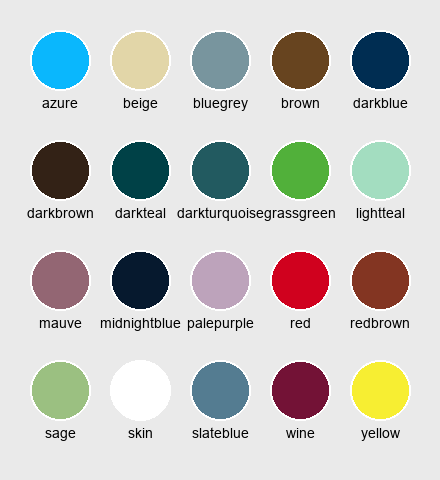 azure beige bluegrey brown darkblue
darkbrown darkteal darkturquoise grassgreen lightteal
mauve midnightblue palepurple red redbrown
sage skin slateblue wine yellow